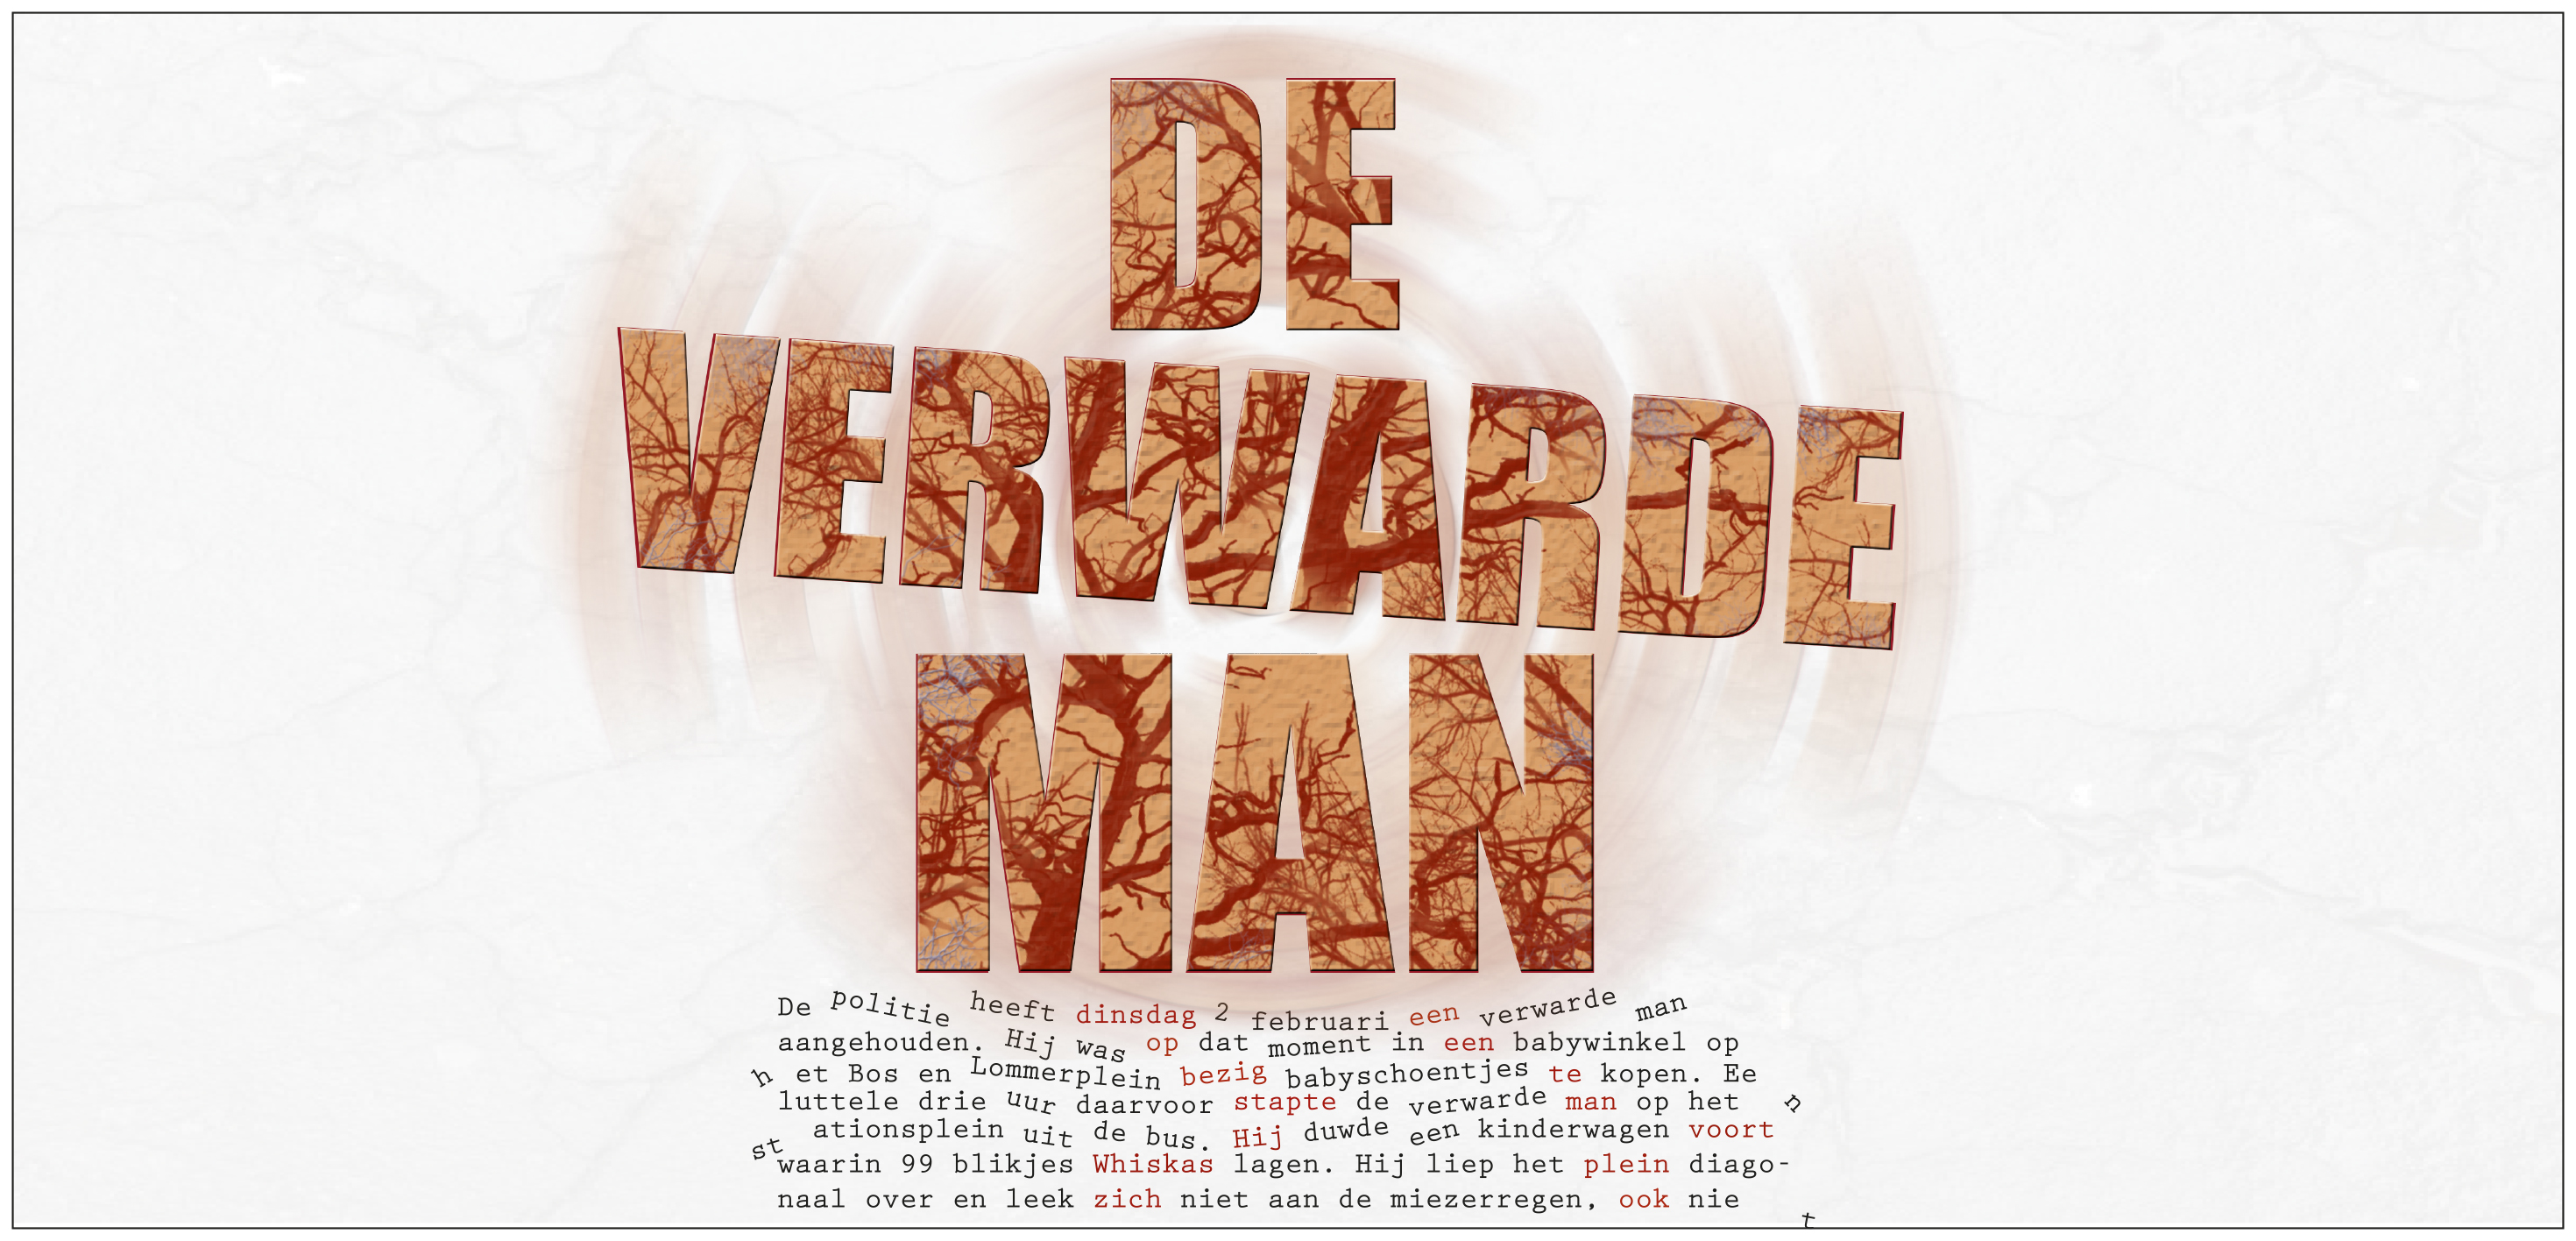 DE
VERWARDE
MAN
De politie heeft dinsdag 2 februari een verwarde man
aangehouden. Hij was op dat moment in een babywinkel op
h et Bos en Lommerplein bezig babyschoentjes te kopen. Ee
luttele drie uur daarvoor stapte de verwarde man op het n
st ationsplein uit de bus. Hij duwde een kinderwagen voort
waarin 99 blikjes Whiskas lagen. Hij liep het plein diago-
naal over en leek zich niet aan de miezerregen, ook nie
t